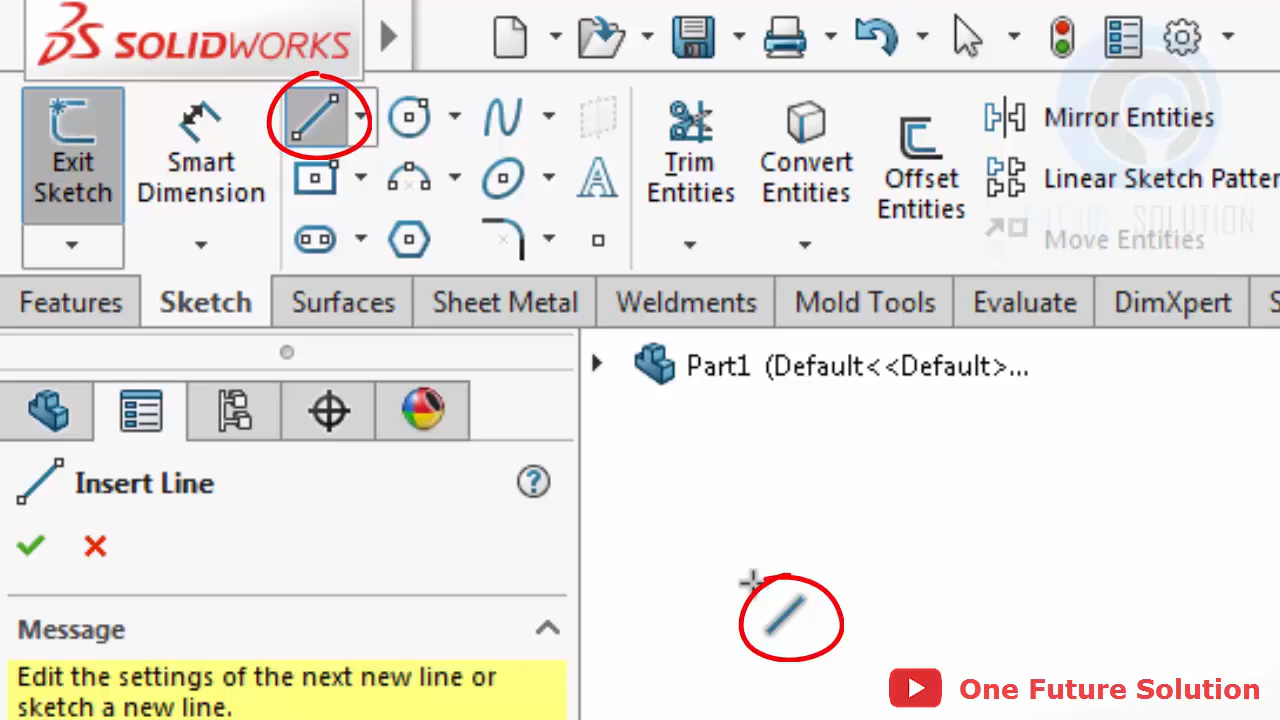 SOLIDWORKS
Exit
Sketch
Smart
Dimension
Trim
Entities
Convert
Entities
Offset
Entities
Mirror Entities
Linear Sketch Patter
Move Entities
SOLUTION
Features
Sketch
Surfaces
Sheet Metal
Weldments
Mold Tools
Evaluate
DimXpert
S
Part1 (Default<<Default>...
Insert Line
Message
Edit the settings of the next new line or
sketch a new line.
One Future Solution